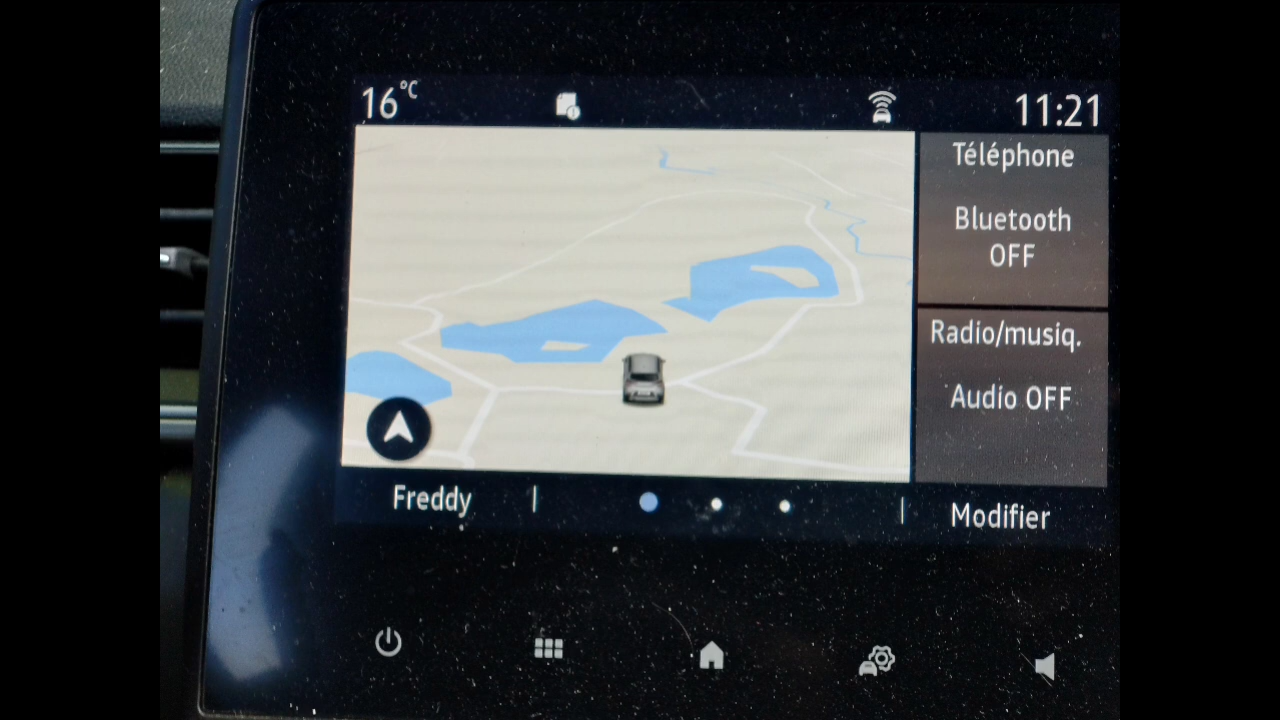 16°C
11:21
Téléphone
Bluetooth
OFF
Radio/musiq.
Audio OFF
Freddy
Modifier